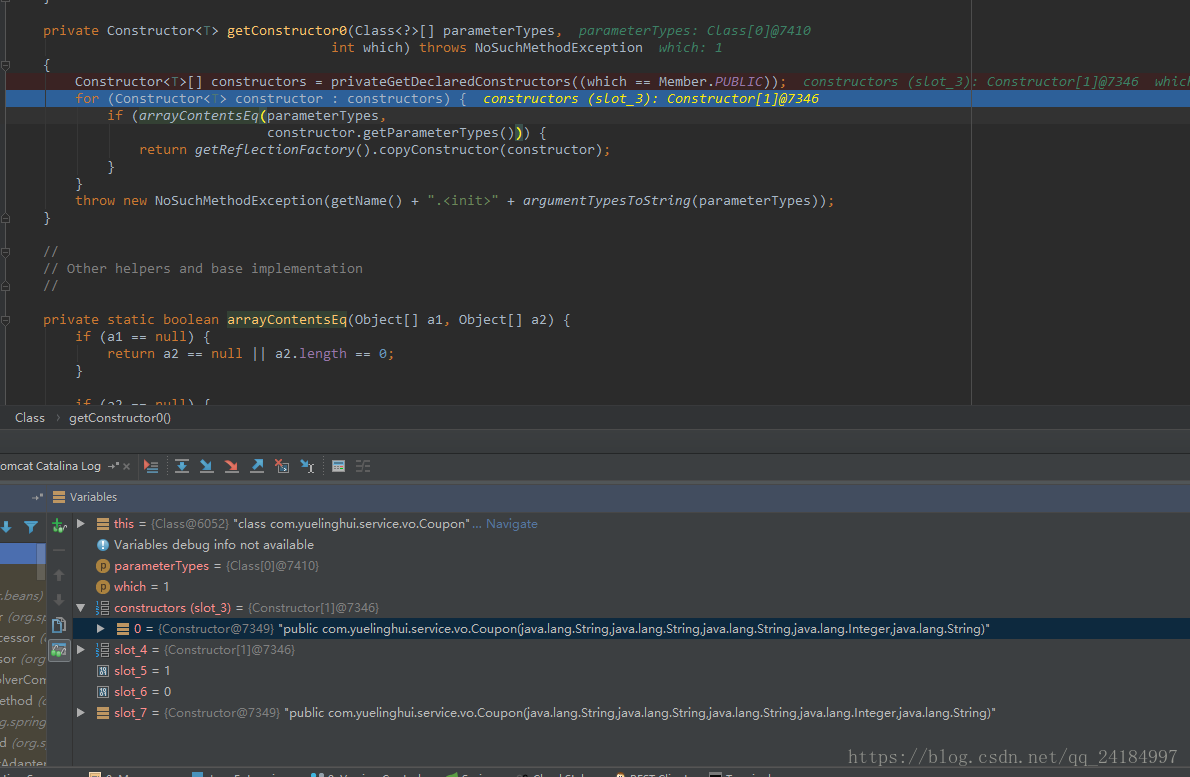 }
private Constructor<T> getConstructor0(Class<?>[] parameterTypes, parameterTypes: Class[0]@7410
int which) throws NoSuchMethodException which: 1
{
Constructor<T>[] constructors = privateGetDeclaredConstructors((which == Member.PUBLIC)); constructors (slot_3): Constructor[1]@7346 which
for (Constructor<T> constructor : constructors) { constructors (slot_3): Constructor[1]@7346
if (arrayContentsEq(parameterTypes,
constructor.getParameterTypes())) {
return getReflectionFactory().copyConstructor(constructor);
}
}
throw new NoSuchMethodException(getName() + ".<init>" + argumentTypesToString(parameterTypes));
}
//
// Other helpers and base implementation
//
private static boolean arrayContentsEq(Object[] a1, Object[] a2) {
if (a1 == null) {
return a2 == null || a2.length == 0;
}
if (a2 == null) {
Class › getConstructor0()
omcat Catalina Log
Variables
this = {Class@6052} "class com.yuelinghui.service.vo.Coupon" ... Navigate
Variables debug info not available
parameterTypes = {Class[0]@7410}
which = 1
constructors (slot_3) = {Constructor[1]@7346}
0 = {Constructor@7349} "public com.yuelinghui.service.vo.Coupon(java.lang.String,java.lang.String,java.lang.String,java.lang.Integer,java.lang.String)"
slot_4 = {Constructor[1]@7346}
slot_5 = 1
slot_6 = 0
slot_7 = {Constructor@7349} "public com.yuelinghui.service.vo.Coupon(java.lang.String,java.lang.String,java.lang.String,java.lang.Integer,java.lang.String)"
.beans)
r (org.sp
cessor (
sor (org
olverCom
ethod (o
g.spring
d (org.s
rAdapter
https://blog.csdn.net/qq_24184997